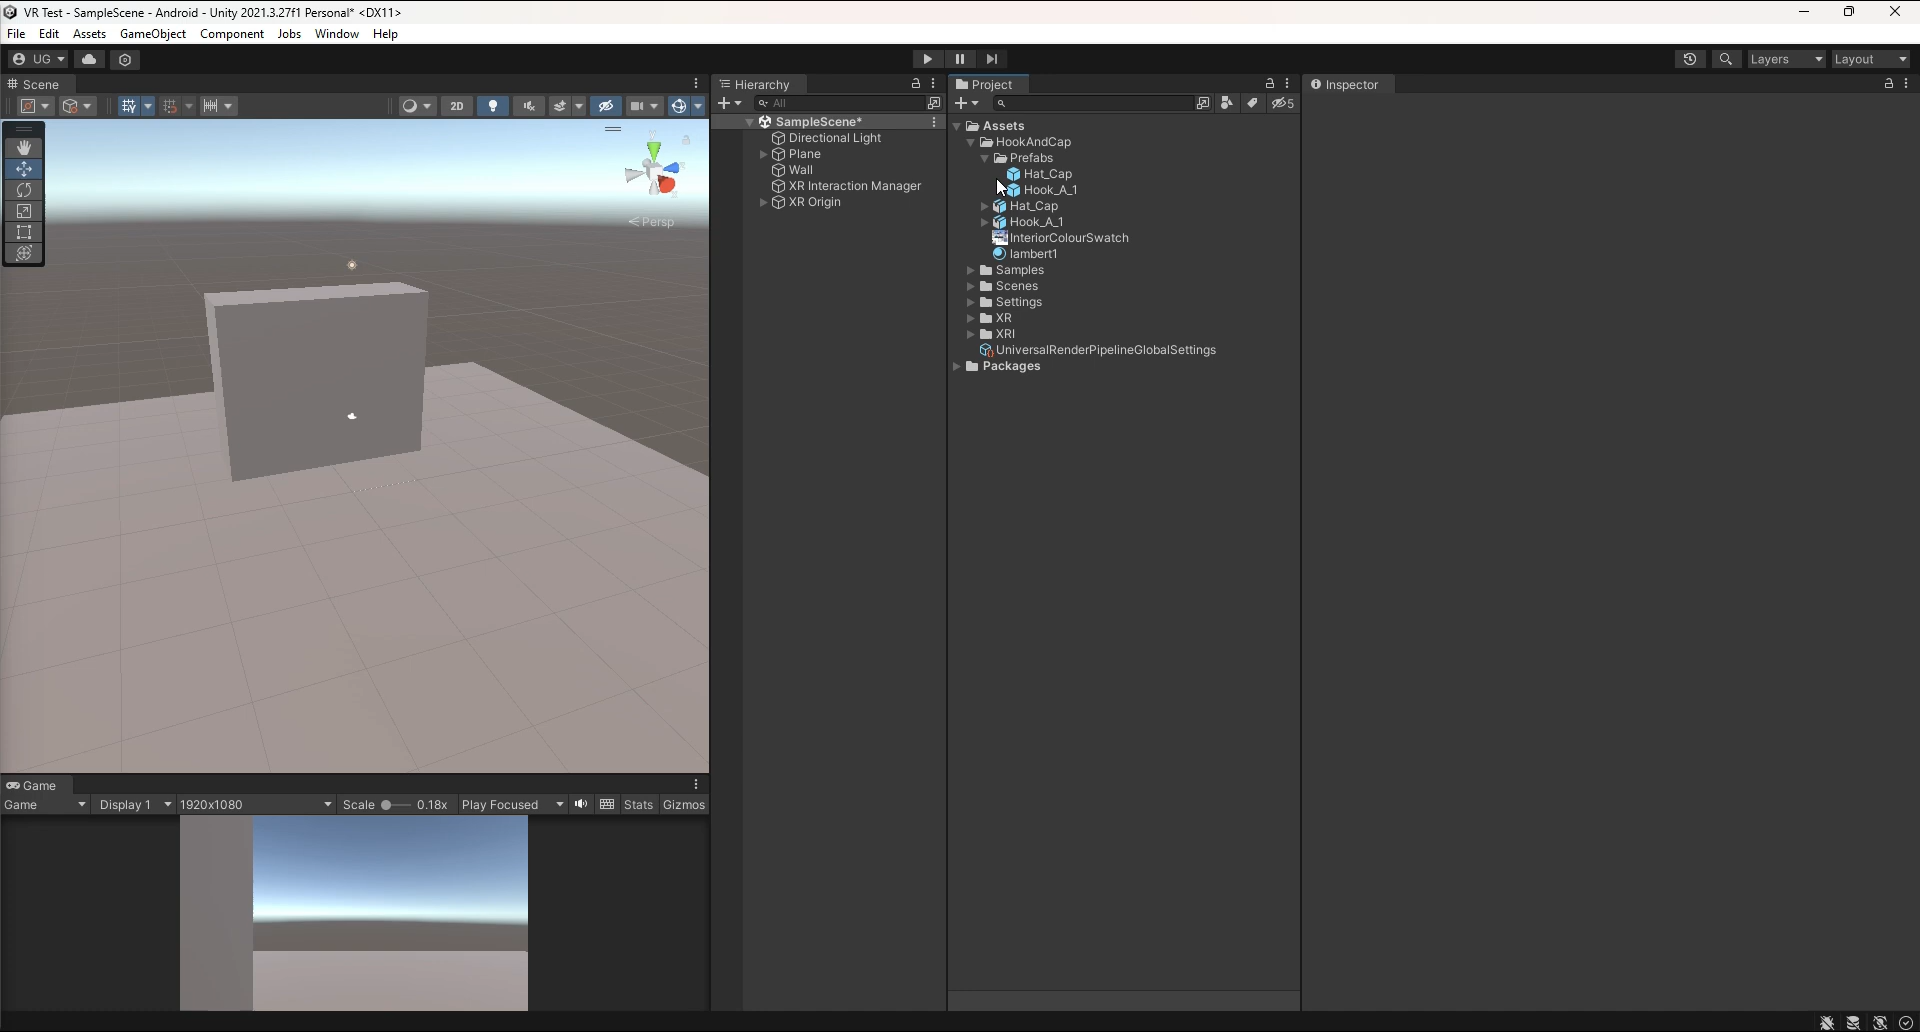 VR Test - SampleScene - Android - Unity 2021.3.27f1 Personal* <DX11>
File Edit Assets GameObject Component Jobs Window Help
UG Layers Layout
Scene
2D
y
Persp
Hierarchy
All
SampleScene*
Directional Light
Plane
Wall
XR Interaction Manager
XR Origin
Project
5
Assets
HookAndCap
Prefabs
Hat_Cap
Hook_A_1
Hat_Cap
Hook_A_1
InteriorColourSwatch
lambert1
Samples
Scenes
Settings
XR
XRI
UniversalRenderPipelineGlobalSettings
Packages
Inspector
Game
Game Display 1 1920x1080 Scale 0.18x Play Focused Stats Gizmos